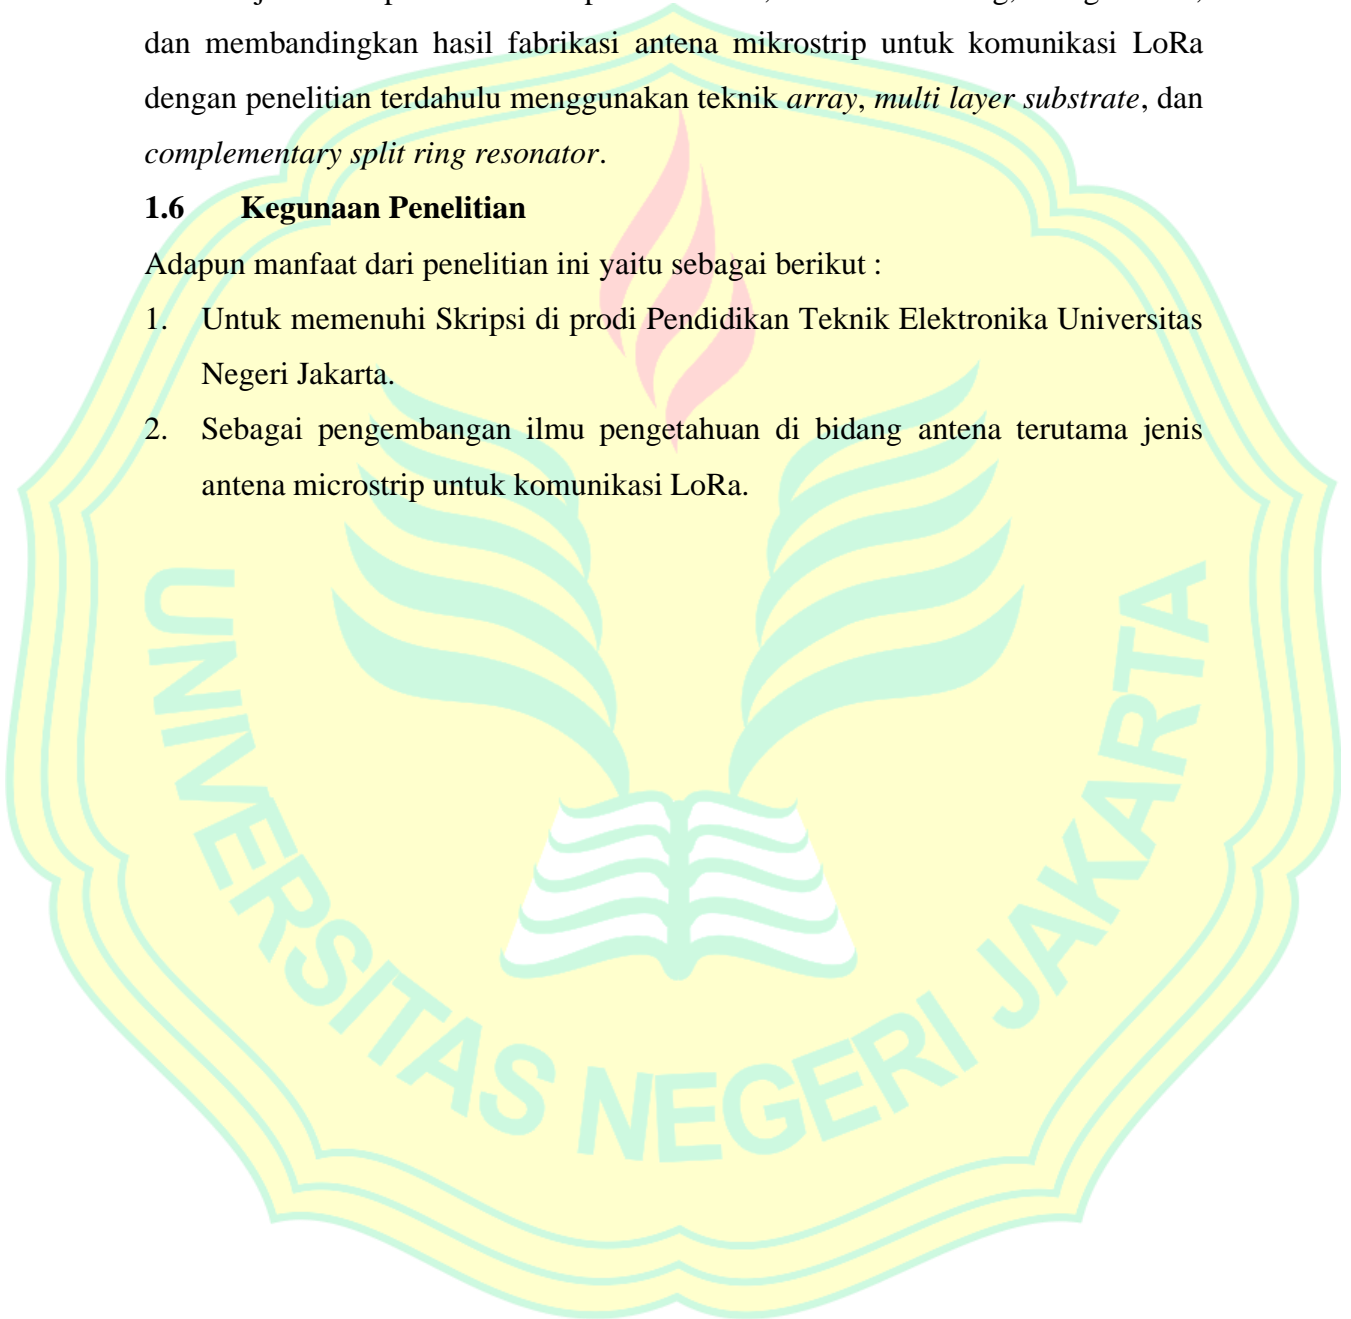 dan membandingkan hasil fabrikasi antena mikrostrip untuk komunikasi LoRa
dengan penelitian terdahulu menggunakan teknik array, multi layer substrate, dan
complementary split ring resonator.
1.6 Kegunaan Penelitian
Adapun manfaat dari penelitian ini yaitu sebagai berikut :
1. Untuk memenuhi Skripsi di prodi Pendidikan Teknik Elektronika Universitas
Negeri Jakarta.
2. Sebagai pengembangan ilmu pengetahuan di bidang antena terutama jenis
antena microstrip untuk komunikasi LoRa.
UNIVERSITAS NEGERI JAKARTA